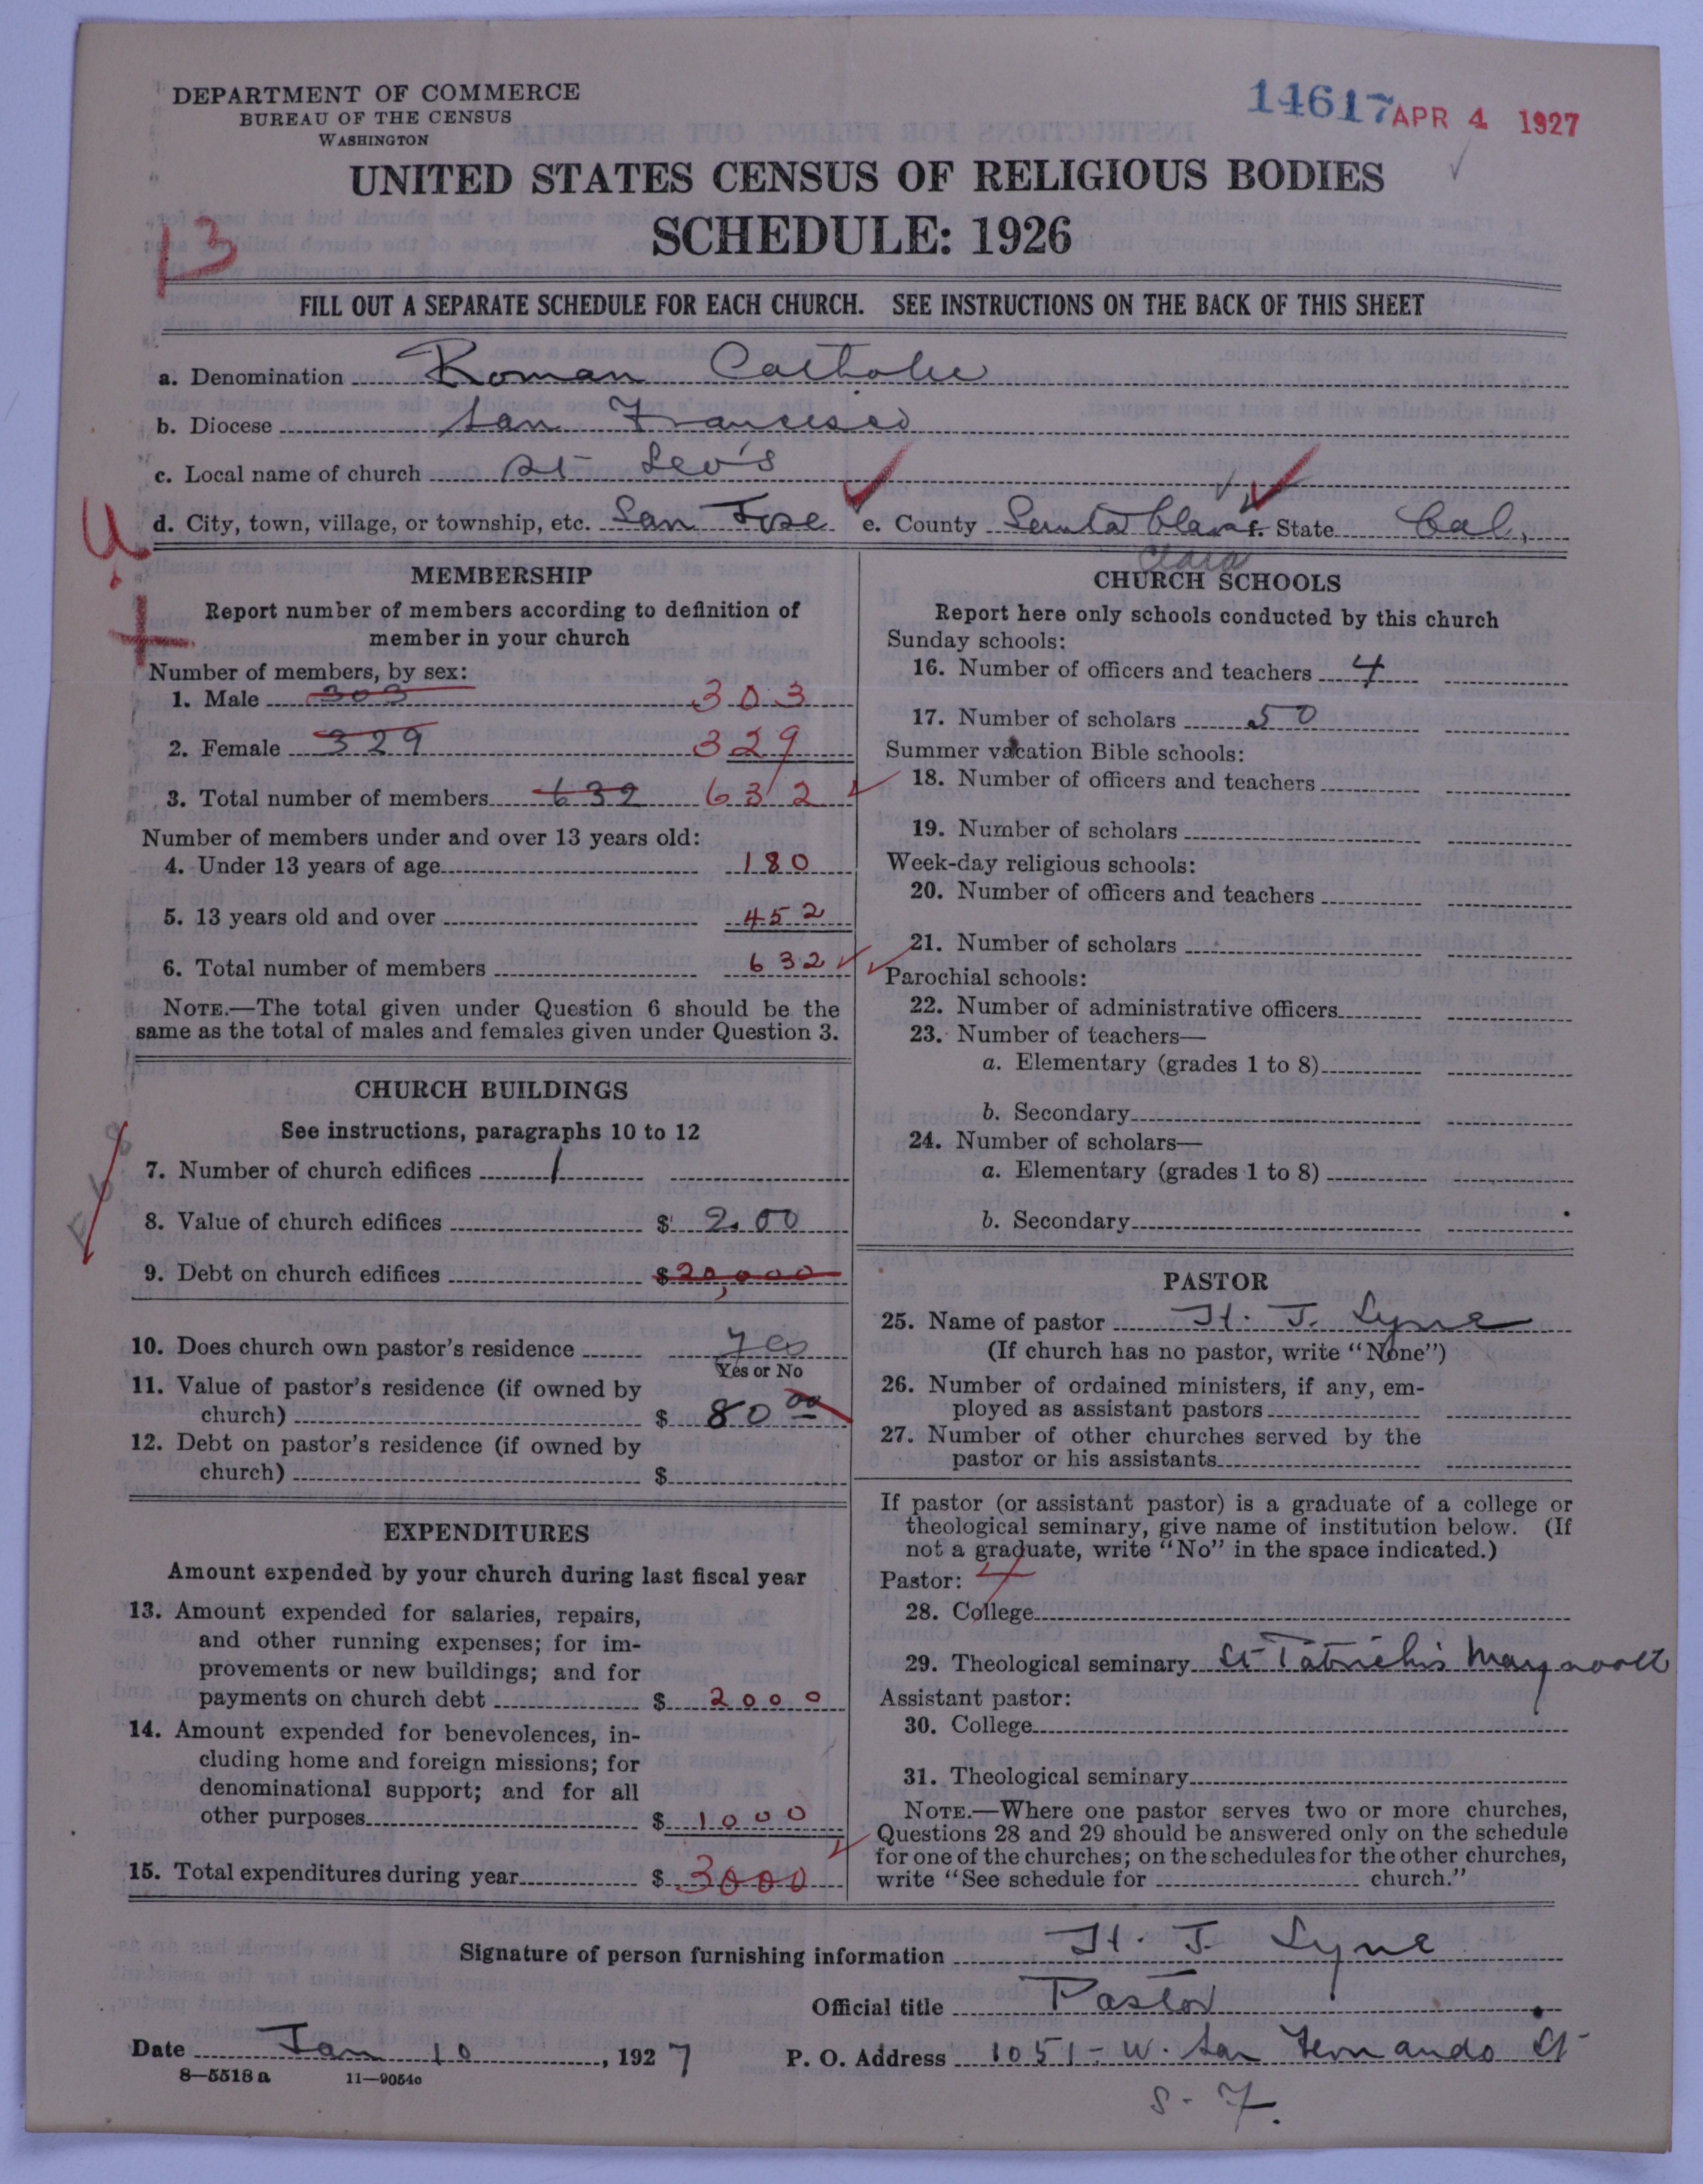 DEPARTMENT OF COMMERCE
BUREAU OF THE CENSUS
WASHINGTON
14617 APR 4 1927
UNITED STATES CENSUS OF RELIGIOUS BODIES
SCHEDULE: 1926
13
FILL OUT A SEPARATE SCHEDULE FOR EACH CHURCH. SEE INSTRUCTIONS ON THE BACK OF THIS SHEET
a. Denomination Roman Catholic
b. Diocese San Francisco
c. Local name of church St Leo's
d. City, town, village, or township, etc. San Jose e. County Santa Clara f. State Cal.
Clara
MEMBERSHIP
Report number of members according to definition of
member in your church
Number of members, by sex:
1. Male 303 303
2. Female 329 329
3. Total number of members 632 632
Number of members under and over 13 years old:
4. Under 13 years of age 180
5. 13 years old and over 452
6. Total number of members 632
NOTE.—The total given under Question 6 should be the
same as the total of males and females given under Question 3.
CHURCH BUILDINGS
See instructions, paragraphs 10 to 12
7. Number of church edifices 1
8. Value of church edifices $ 2.00
9. Debt on church edifices $ 20,000
10. Does church own pastor's residence yes
Yes or No
11. Value of pastor's residence (if owned by
church) $ 80 00
12. Debt on pastor's residence (if owned by
church) $
EXPENDITURES
Amount expended by your church during last fiscal year
13. Amount expended for salaries, repairs,
and other running expenses; for im-
provements or new buildings; and for
payments on church debt $ 2000
14. Amount expended for benevolences, in-
cluding home and foreign missions; for
denominational support; and for all
other purposes $ 1000
15. Total expenditures during year $ 3000
CHURCH SCHOOLS
Report here only schools conducted by this church
Sunday schools:
16. Number of officers and teachers 4
17. Number of scholars 50
Summer vacation Bible schools:
18. Number of officers and teachers
19. Number of scholars
Week-day religious schools:
20. Number of officers and teachers
21. Number of scholars
Parochial schools:
22. Number of administrative officers
23. Number of teachers—
a. Elementary (grades 1 to 8)
b. Secondary
24. Number of scholars—
a. Elementary (grades 1 to 8)
b. Secondary
PASTOR
25. Name of pastor H. J. Lyne
(If church has no pastor, write "None")
26. Number of ordained ministers, if any, em-
ployed as assistant pastors
27. Number of other churches served by the
pastor or his assistants
If pastor (or assistant pastor) is a graduate of a college or
theological seminary, give name of institution below. (If
not a graduate, write "No" in the space indicated.)
Pastor:
28. College
29. Theological seminary St Patrick's Maynooth
Assistant pastor:
30. College
31. Theological seminary
NOTE.—Where one pastor serves two or more churches,
Questions 28 and 29 should be answered only on the schedule
for one of the churches; on the schedules for the other churches,
write "See schedule for church."
Signature of person furnishing information H. J. Lyne
Official title Pastor
Date Jan 10, 1927 P. O. Address 1051- W. San Fernando St
8—5518 a 11—9054c
S. 7.